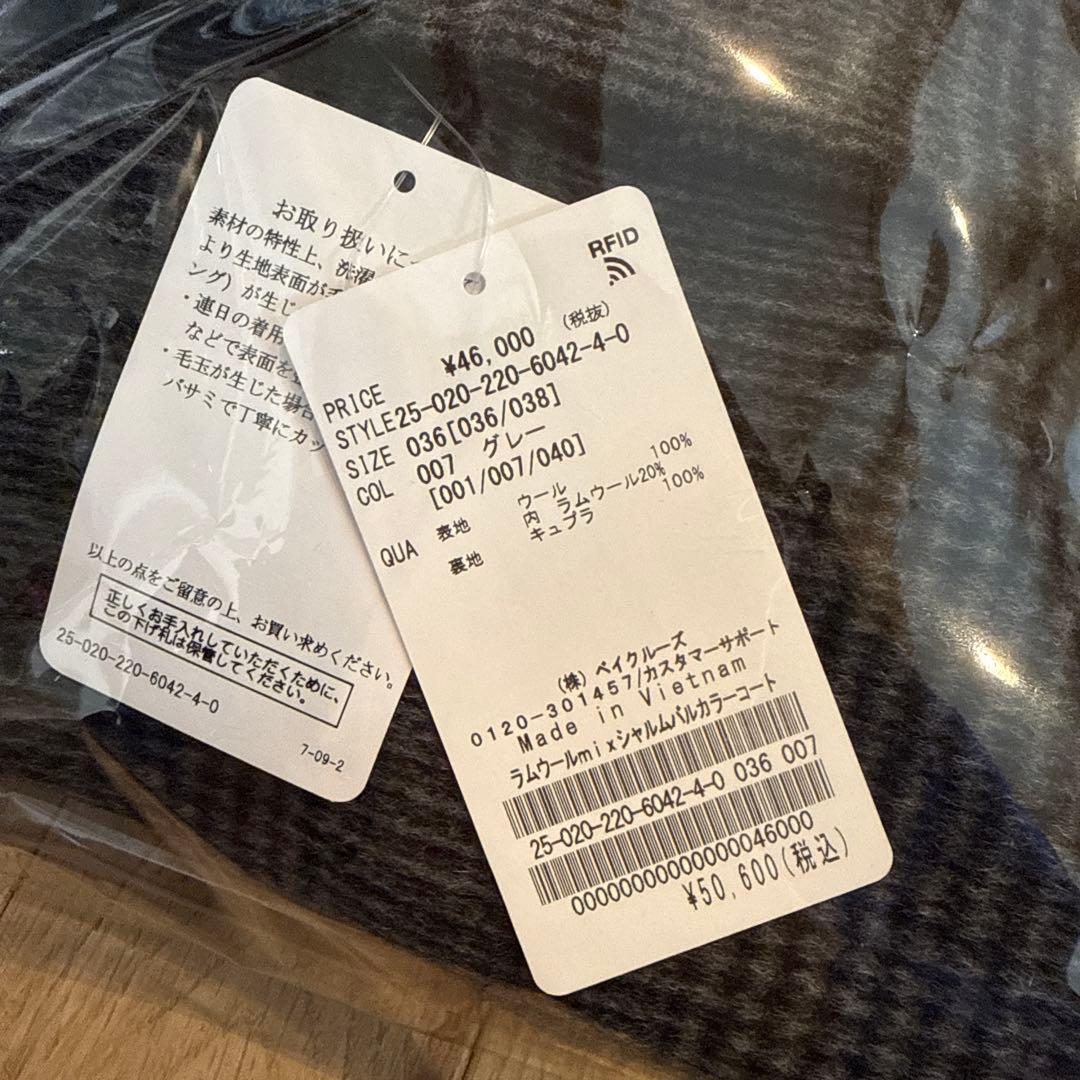 お取り扱いに
素材の特性上、洗濯
より生地表面が
ング)が生じ
・連日の着用
などで表面を
・毛玉が生じた場合
バサミで丁寧にカッ
以上の点をご留意の上、お買い求めください。
正しくお手入れしていただくために、
この下げ札は保管してください。
25-020-220-6042-4-0
7-09-2
RFID
PRICE ¥46,000 (税抜)
STYLE25-020-220-6042-4-0
SIZE 036[036/038]
COL 007 グレー
[001/007/040]
QUA 表地 ウール 100%
内 ラムウール20%
裏地 キュプラ 100%
(株) ベイクルーズ
0120-301457/カスタマーサポート
Made in Vietnam
ラムウールmixシャルムバルカラーコート
25-020-220-6042-4-0 036 007
0000000000000046000
¥50,600(税込)